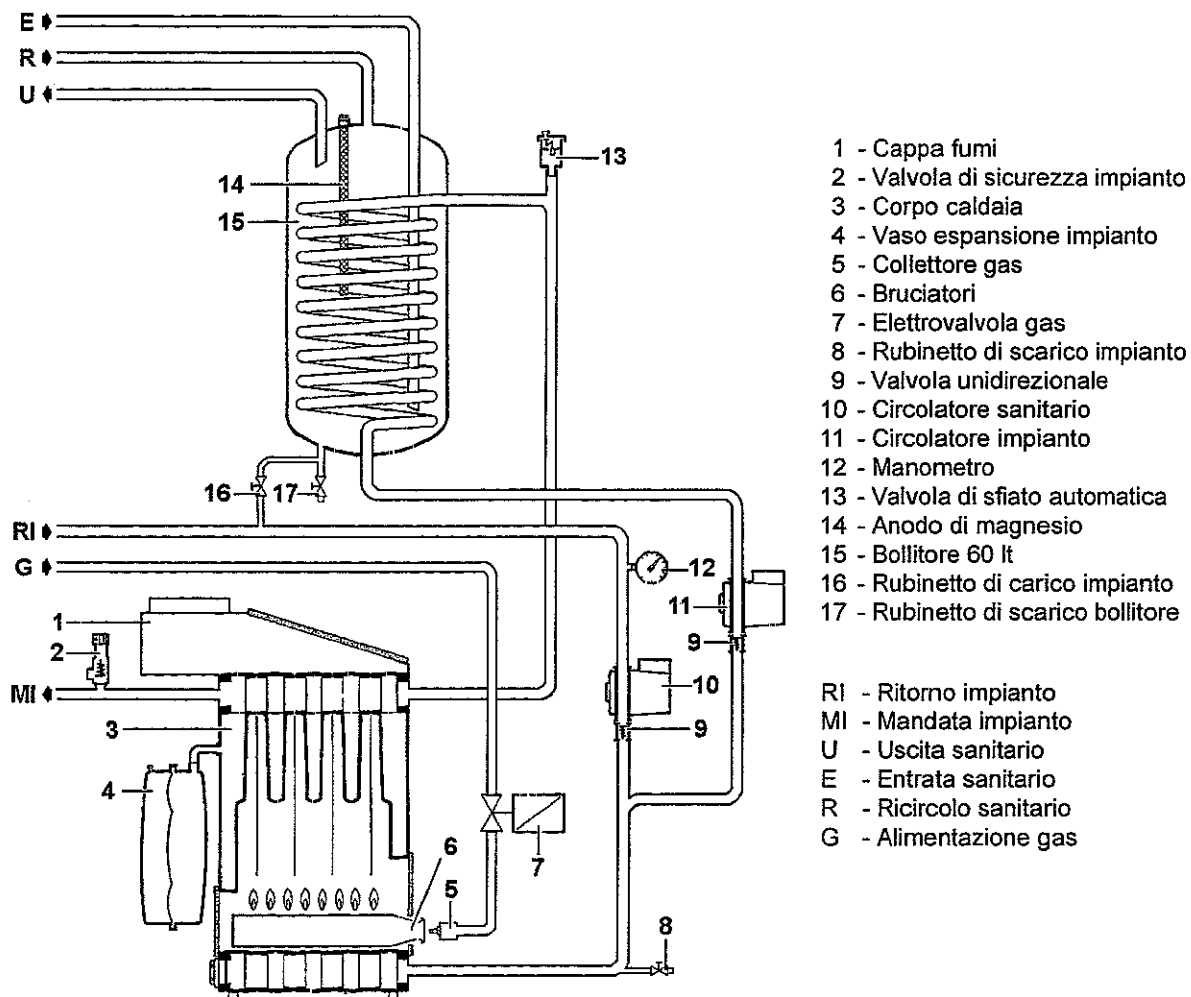 E
R
U
13
14
15
16
17
RI
G
12
11
1
2
9
MI
10
3
9
4
6
7
5
8
1 - Cappa fumi
2 - Valvola di sicurezza impianto
3 - Corpo caldaia
4 - Vaso espansione impianto
5 - Collettore gas
6 - Bruciatori
7 - Elettrovalvola gas
8 - Rubinetto di scarico impianto
9 - Valvola unidirezionale
10 - Circolatore sanitario
11 - Circolatore impianto
12 - Manometro
13 - Valvola di sfiato automatica
14 - Anodo di magnesio
15 - Bollitore 60 lt
16 - Rubinetto di carico impianto
17 - Rubinetto di scarico bollitore
RI - Ritorno impianto
MI - Mandata impianto
U - Uscita sanitario
E - Entrata sanitario
R - Ricircolo sanitario
G - Alimentazione gas